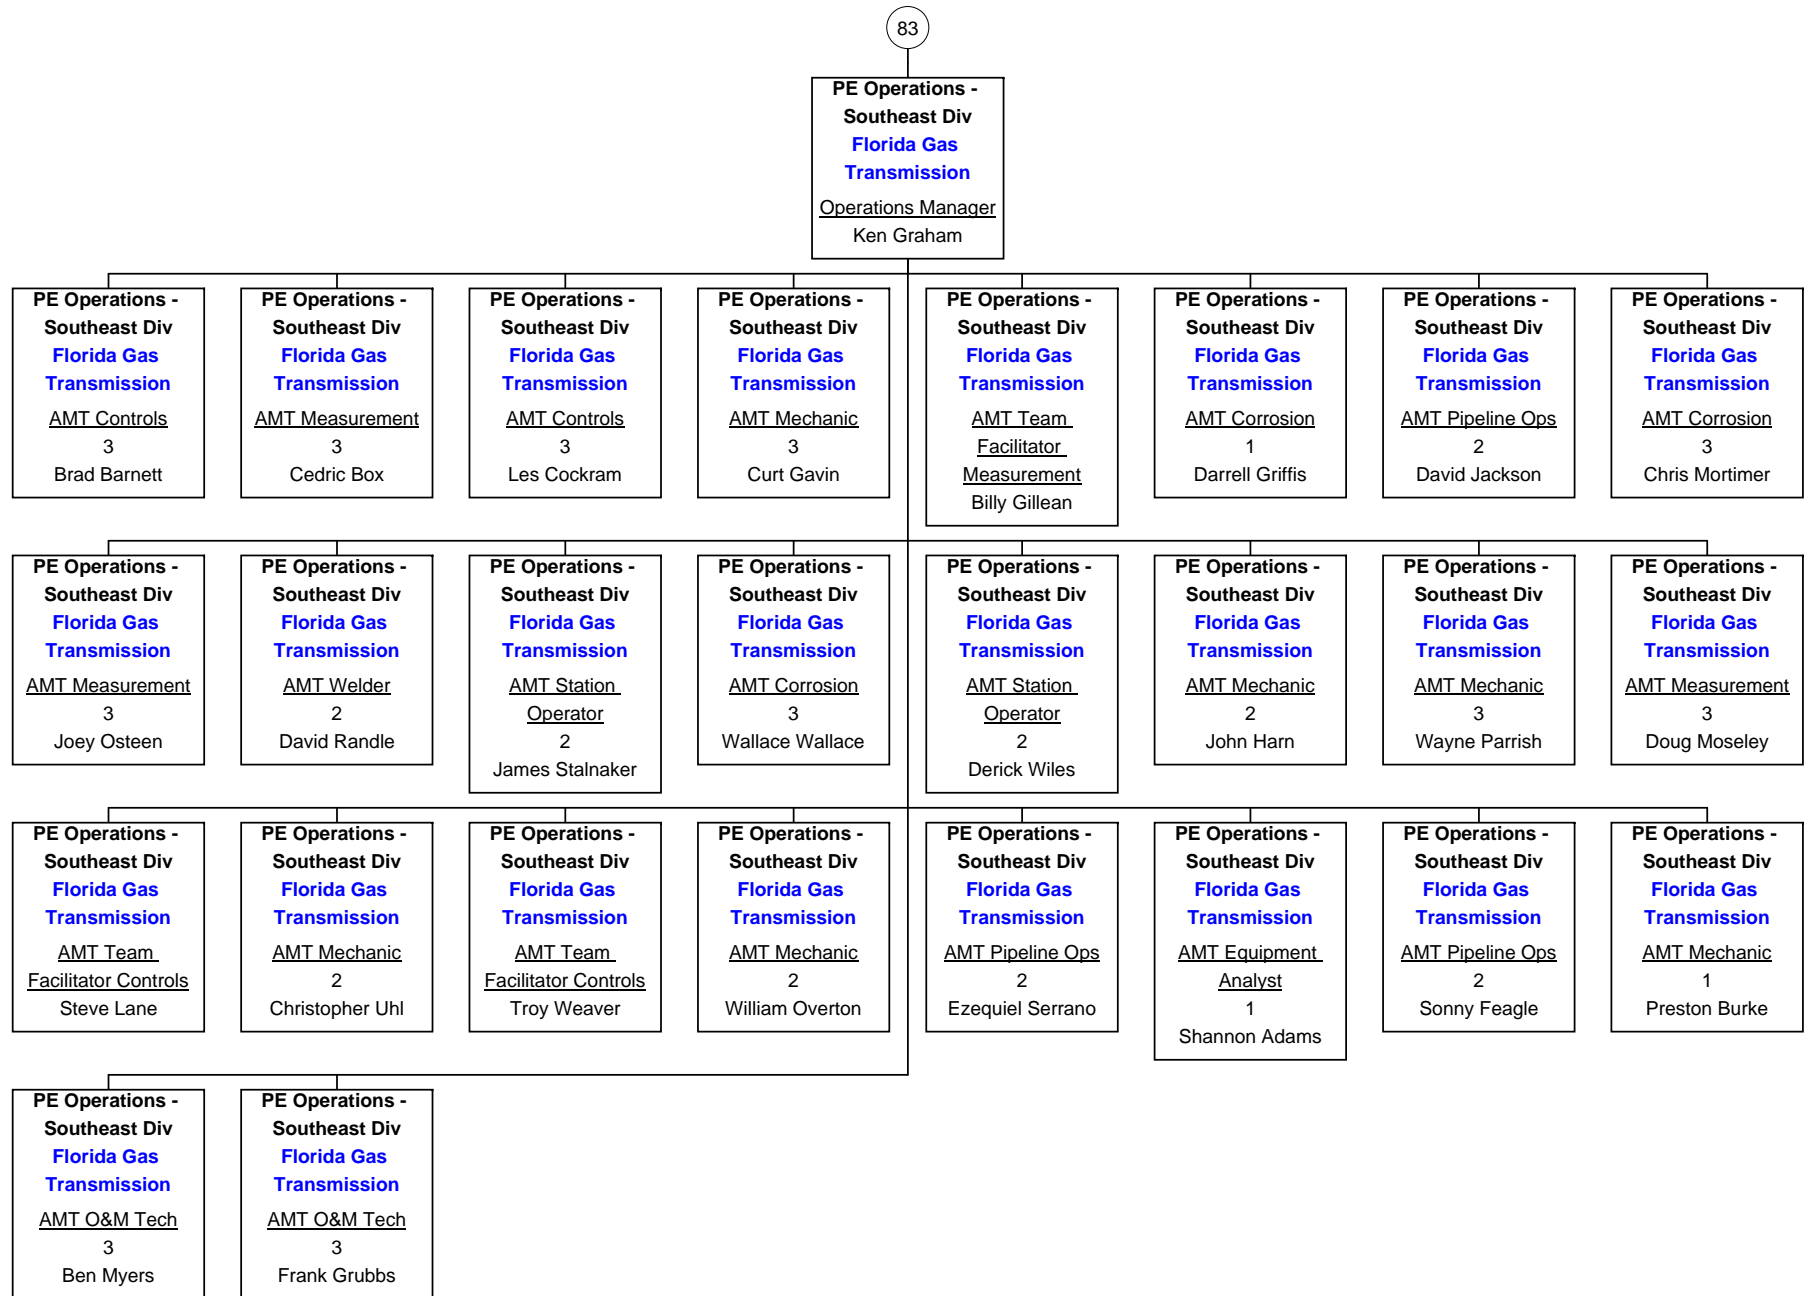 83
PE Operations -
Southeast Div
Florida Gas
Transmission
Operations Manager
Ken Graham
PE Operations -
Southeast Div
Florida Gas
Transmission
AMT Controls
3
Brad Barnett
PE Operations -
Southeast Div
Florida Gas
Transmission
AMT Measurement
3
Cedric Box
PE Operations -
Southeast Div
Florida Gas
Transmission
AMT Controls
3
Les Cockram
PE Operations -
Southeast Div
Florida Gas
Transmission
AMT Mechanic
3
Curt Gavin
PE Operations -
Southeast Div
Florida Gas
Transmission
AMT Team
Facilitator
Measurement
Billy Gillean
PE Operations -
Southeast Div
Florida Gas
Transmission
AMT Corrosion
1
Darrell Griffis
PE Operations -
Southeast Div
Florida Gas
Transmission
AMT Pipeline Ops
2
David Jackson
PE Operations -
Southeast Div
Florida Gas
Transmission
AMT Corrosion
3
Chris Mortimer
PE Operations -
Southeast Div
Florida Gas
Transmission
AMT Measurement
3
Joey Osteen
PE Operations -
Southeast Div
Florida Gas
Transmission
AMT Welder
2
David Randle
PE Operations -
Southeast Div
Florida Gas
Transmission
AMT Station
Operator
2
James Stalnaker
PE Operations -
Southeast Div
Florida Gas
Transmission
AMT Corrosion
3
Wallace Wallace
PE Operations -
Southeast Div
Florida Gas
Transmission
AMT Station
Operator
2
Derick Wiles
PE Operations -
Southeast Div
Florida Gas
Transmission
AMT Mechanic
2
John Harn
PE Operations -
Southeast Div
Florida Gas
Transmission
AMT Mechanic
3
Wayne Parrish
PE Operations -
Southeast Div
Florida Gas
Transmission
AMT Measurement
3
Doug Moseley
PE Operations -
Southeast Div
Florida Gas
Transmission
AMT Team
Facilitator Controls
Steve Lane
PE Operations -
Southeast Div
Florida Gas
Transmission
AMT Mechanic
2
Christopher Uhl
PE Operations -
Southeast Div
Florida Gas
Transmission
AMT Team
Facilitator Controls
Troy Weaver
PE Operations -
Southeast Div
Florida Gas
Transmission
AMT Mechanic
2
William Overton
PE Operations -
Southeast Div
Florida Gas
Transmission
AMT Pipeline Ops
2
Ezequiel Serrano
PE Operations -
Southeast Div
Florida Gas
Transmission
AMT Equipment
Analyst
1
Shannon Adams
PE Operations -
Southeast Div
Florida Gas
Transmission
AMT Pipeline Ops
2
Sonny Feagle
PE Operations -
Southeast Div
Florida Gas
Transmission
AMT Mechanic
1
Preston Burke
PE Operations -
Southeast Div
Florida Gas
Transmission
AMT O&M Tech
3
Ben Myers
PE Operations -
Southeast Div
Florida Gas
Transmission
AMT O&M Tech
3
Frank Grubbs